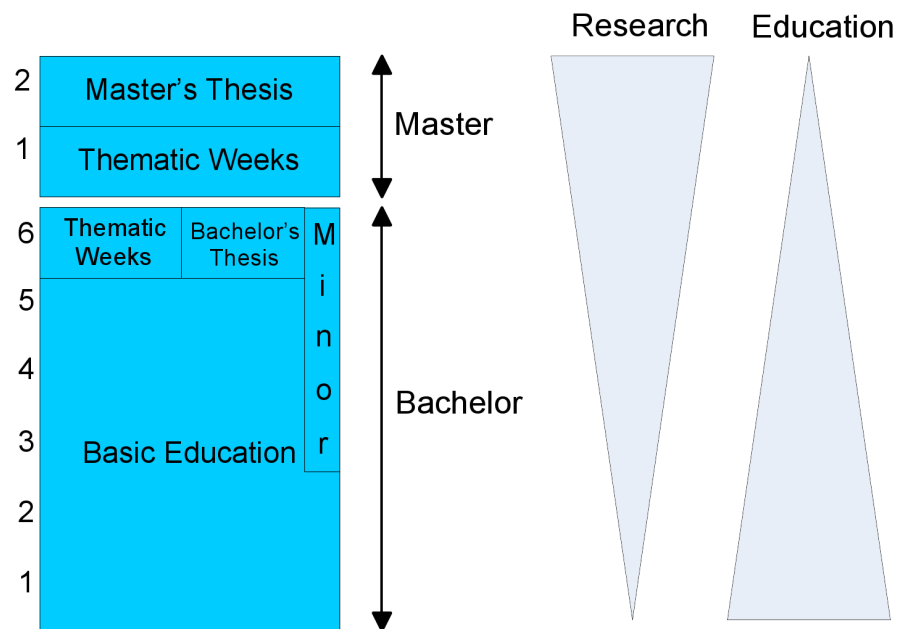 Research Education
2
Master's Thesis
Master
1
Thematic Weeks
6
Thematic
Weeks
Bachelor's
Thesis
M
i
n
o
r
5
4
Bachelor
3
Basic Education
2
1